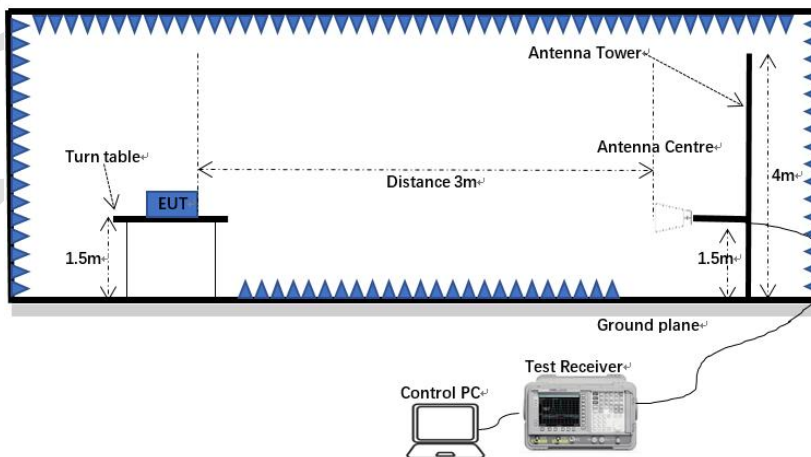 Antenna Tower
Turn table
Antenna Centre
Distance 3m
4m
EUT
1.5m
1.5m
Ground plane
Test Receiver
Control PC